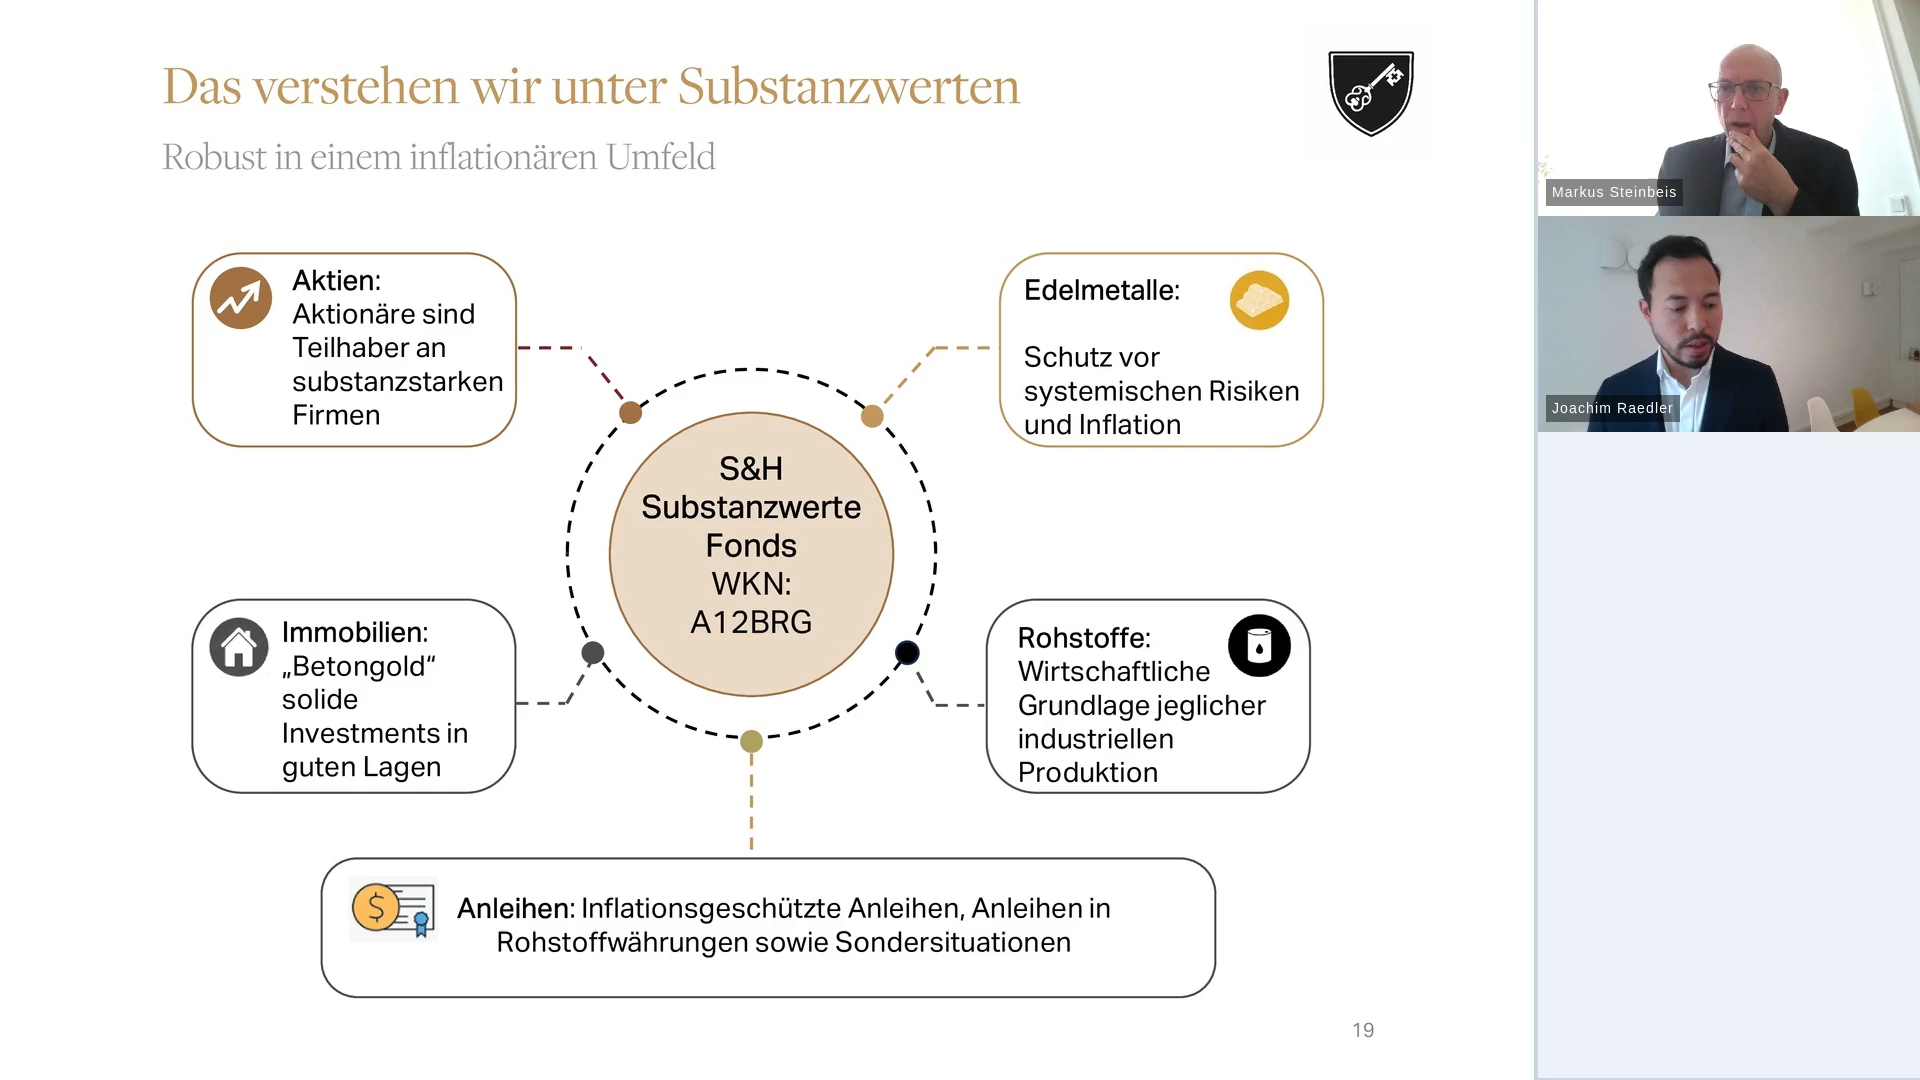 Das verstehen wir unter Substanzwerten
Robust in einem inflationären Umfeld
Aktien:
Aktionäre sind
Teilhaber an
substanzstarken
Firmen
Edelmetalle:
Schutz vor
systemischen Risiken
und Inflation
S&H
Substanzwerte
Fonds
WKN:
A12BRG
Immobilien:
„Betongold“
solide
Investments in
guten Lagen
Rohstoffe:
Wirtschaftliche
Grundlage jeglicher
industriellen
Produktion
$
Anleihen: Inflationsgeschützte Anleihen, Anleihen in
Rohstoffwährungen sowie Sondersituationen
19
Markus Steinbeis
Joachim Raedler